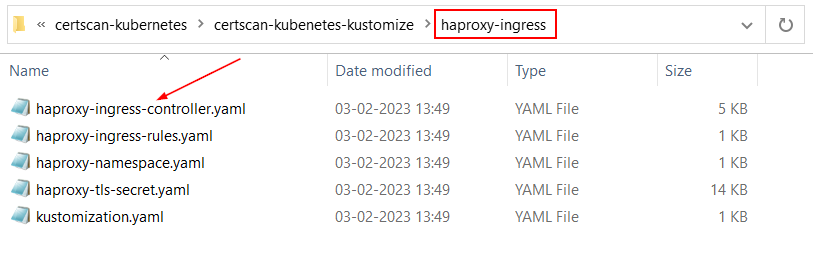 « certscan-kubernetes > certscan-kubenetes-kustomize > haproxy-ingress
Name Date modified Type Size
haproxy-ingress-controller.yaml 03-02-2023 13:49 YAML File 5 KB
haproxy-ingress-rules.yaml 03-02-2023 13:49 YAML File 1 KB
haproxy-namespace.yaml 03-02-2023 13:49 YAML File 1 KB
haproxy-tls-secret.yaml 03-02-2023 13:49 YAML File 14 KB
kustomization.yaml 03-02-2023 13:49 YAML File 1 KB